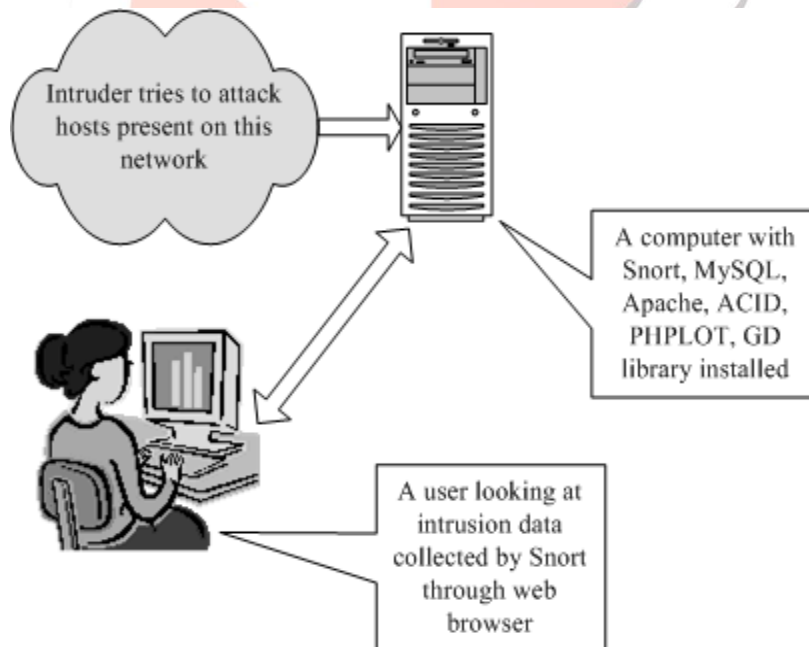 Intruder tries to attack
hosts present on this
network
A computer with
Snort, MySQL,
Apache, ACID,
PHPLOT, GD
library installed
A user looking at
intrusion data
collected by Snort
through web
browser